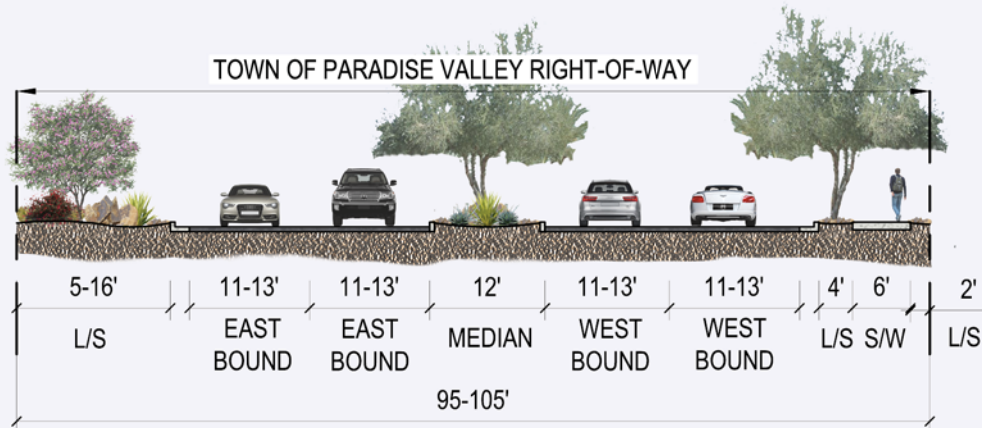 TOWN OF PARADISE VALLEY RIGHT-OF-WAY
5-16' 11-13' 11-13' 12' 11-13' 11-13' 4' 6' 2'
L/S EAST BOUND EAST BOUND MEDIAN WEST BOUND WEST BOUND L/S S/W L/S
95-105'